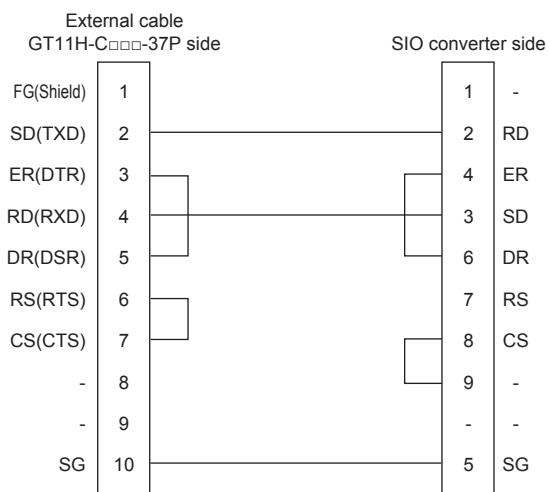 External cable
GT11H-C□□□-37P side SIO converter side
FG(Shield) 1 1 -
SD(TXD) 2 2 RD
ER(DTR) 3 4 ER
RD(RXD) 4 3 SD
DR(DSR) 5 6 DR
RS(RTS) 6 7 RS
CS(CTS) 7 8 CS
- 8 9 -
- 9 - -
SG 10 5 SG